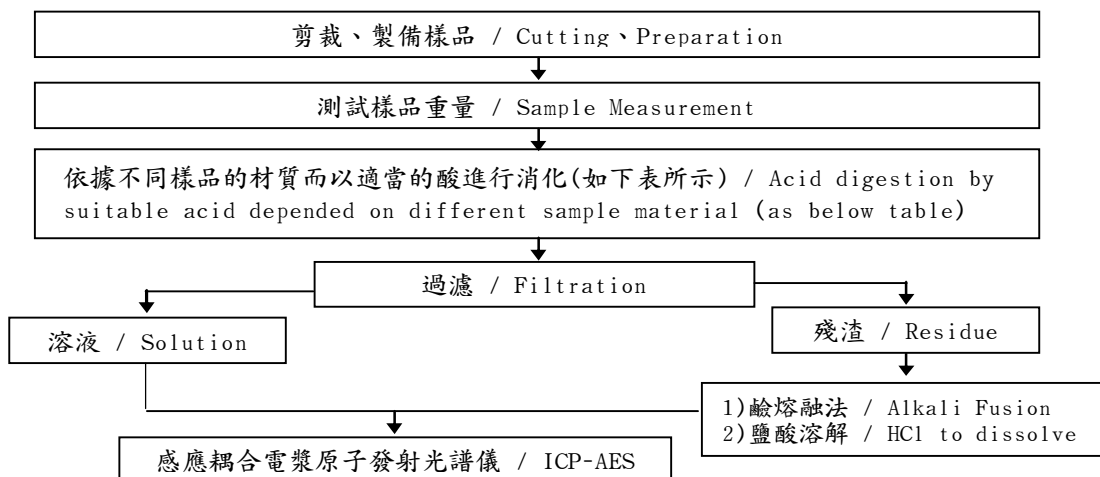 剪裁、製備樣品 / Cutting、Preparation
測試樣品重量 / Sample Measurement
依據不同樣品的材質而以適當的酸進行消化(如下表所示) / Acid digestion by
suitable acid depended on different sample material (as below table)
過濾 / Filtration
溶液 / Solution
殘渣 / Residue
1)鹼熔融法 / Alkali Fusion
2)鹽酸溶解 / HCl to dissolve
感應耦合電漿原子發射光譜儀 / ICP-AES